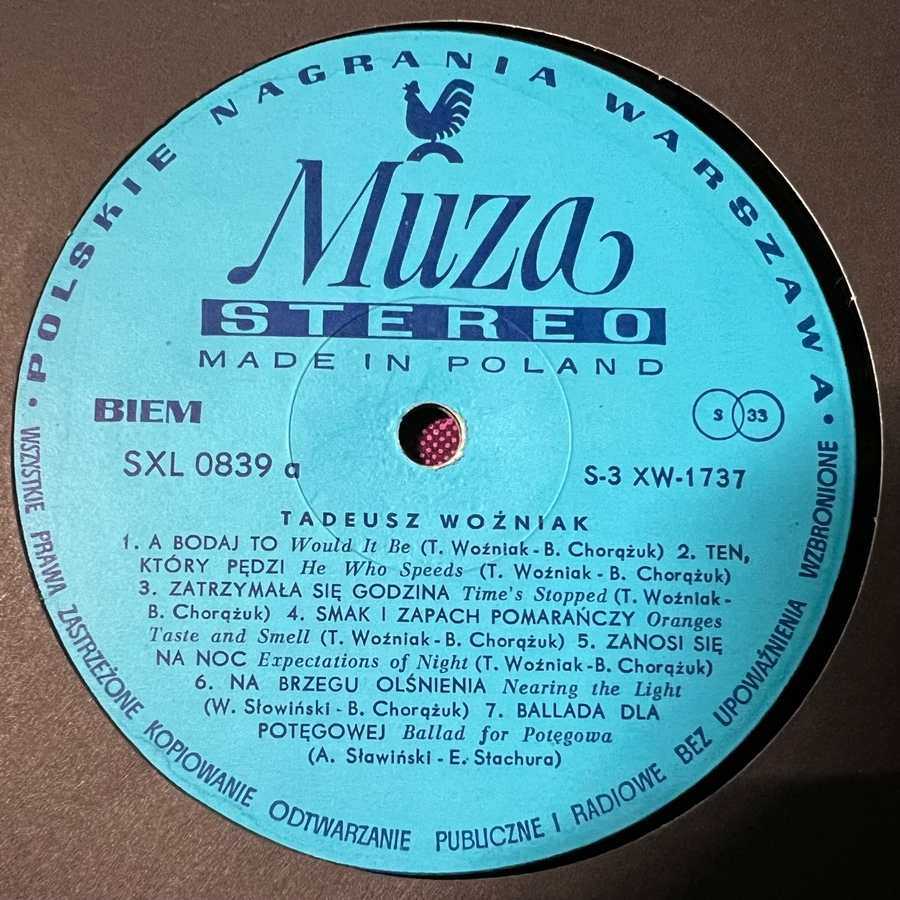 • POLSKIE NAGRANIA WARSZAWA •
Muza
STEREO
MADE IN POLAND
BIEM
S 33
SXL 0839 a
S-3 XW-1737
TADEUSZ WOŹNIAK
1. A BODAJ TO Would It Be (T. Woźniak - B. Chorążuk) 2. TEN,
KTÓRY PĘDZI He Who Speeds (T. Woźniak - B. Chorążuk)
3. ZATRZYMAŁA SIĘ GODZINA Time's Stopped (T. Woźniak-
B. Chorążuk) 4. SMAK I ZAPACH POMARAŃCZY Oranges
Taste and Smell (T. Woźniak - B. Chorążuk) 5. ZANOSI SIĘ
NA NOC Expectations of Night (T. Woźniak-B. Chorążuk)
6. NA BRZEGU OLŚNIENIA Nearing the Light
(W. Słowiński - B. Chorążuk) 7. BALLADA DLA
POTĘGOWEJ Ballad for Potęgowa
(A. Sławiński - E. Stachura)
WSZYSTKIE PRAWA ZASTRZEŻONE KOPIOWANIE ODTWARZANIE PUBLICZNE I RADIOWE BEZ UPOWAŻNIENIA WZBRONIONE